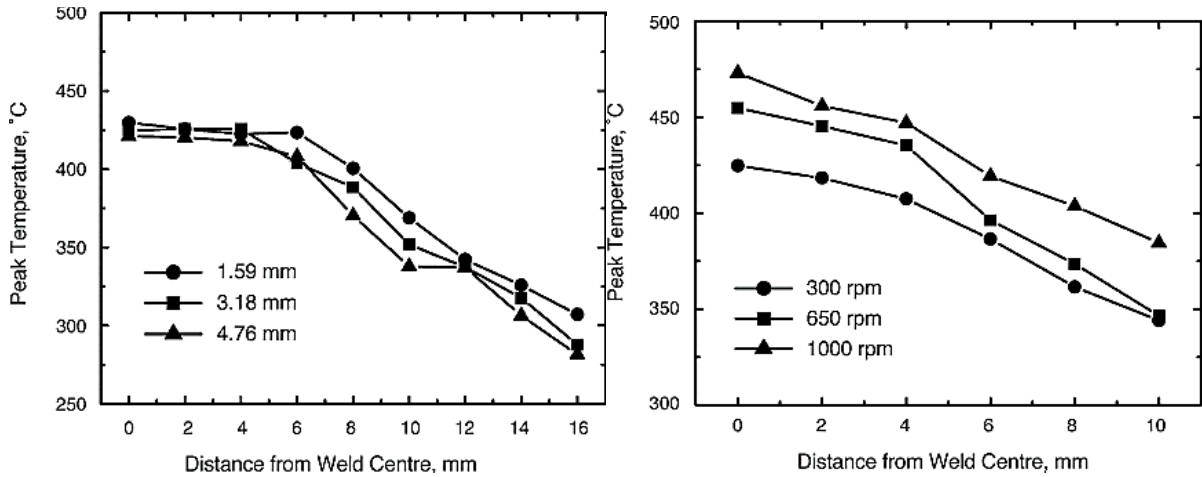 500
450
400
350
300
250
Peak Temperature, °C
1.59 mm
3.18 mm
4.76 mm
0 2 4 6 8 10 12 14 16
Distance from Weld Centre, mm
500
450
400
350
300
Peak Temperature, °C
300 rpm
650 rpm
1000 rpm
0 2 4 6 8 10
Distance from Weld Centre, mm